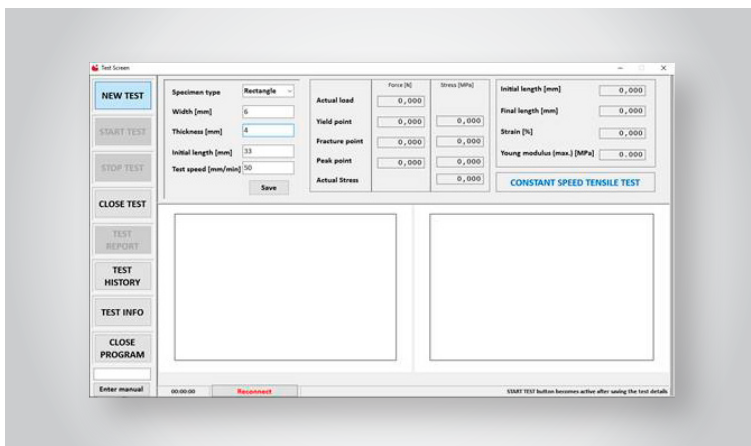 Test Screen
NEW TEST
START TEST
STOP TEST
CLOSE TEST
TEST
REPORT
TEST
HISTORY
TEST INFO
CLOSE
PROGRAM
Enter manual
Specimen type Rectangle
Width [mm] 6
Thickness [mm] 4
Initial length [mm] 33
Test speed [mm/min] 50
Save
Force [N] Stress [MPa]
Actual load 0,000
Yield point 0,000 0,000
Fracture point 0,000 0,000
Peak point 0,000 0,000
Actual Stress 0,000
Initial length [mm] 0,000
Final length [mm] 0,000
Strain [%] 0,000
Young modulus (max.) [MPa] 0.000
CONSTANT SPEED TENSILE TEST
00:00:00 Reconnect START TEST button becomes active after saving the test details